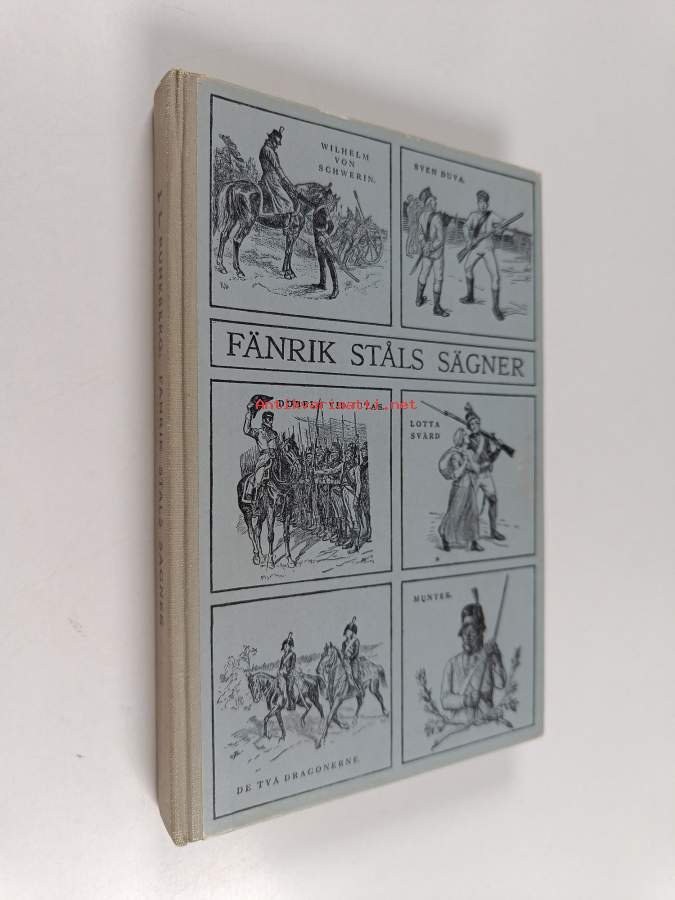 J. L. RUNEBERG, FÄNRIK STÅLS SÄGNER
WILHELM
VON
SCHWERIN.
SVEN DUVA.
FÄNRIK STÅLS SÄGNER
Antikvariaatti.net
LOTTA
SVÄRD
MUNTER.
DE TVÅ DRAGONERNE.